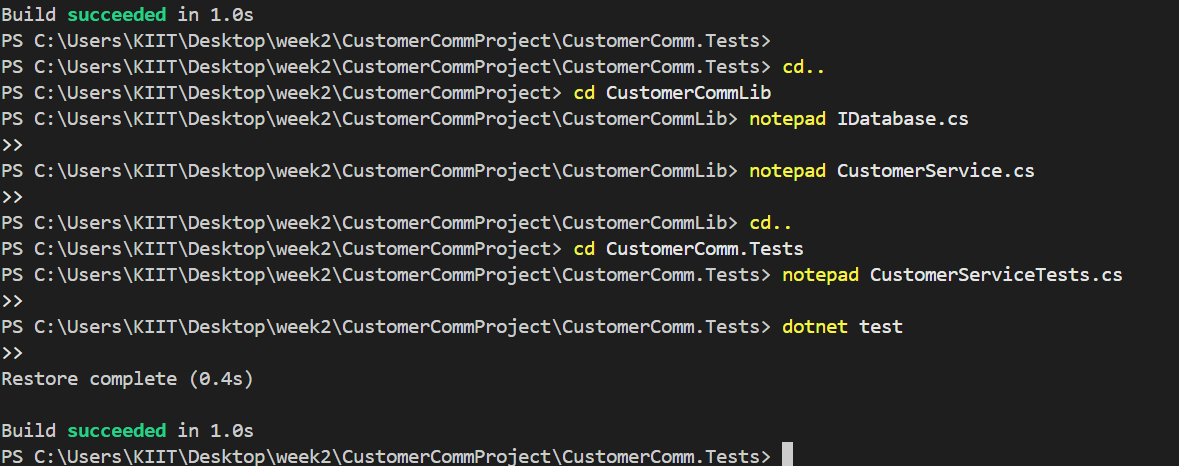 Build succeeded in 1.0s
PS C:\Users\KIIT\Desktop\week2\CustomerCommProject\CustomerComm.Tests>
PS C:\Users\KIIT\Desktop\week2\CustomerCommProject\CustomerComm.Tests> cd..
PS C:\Users\KIIT\Desktop\week2\CustomerCommProject> cd CustomerCommLib
PS C:\Users\KIIT\Desktop\week2\CustomerCommProject\CustomerCommLib> notepad IDatabase.cs
>>
PS C:\Users\KIIT\Desktop\week2\CustomerCommProject\CustomerCommLib> notepad CustomerService.cs
>>
PS C:\Users\KIIT\Desktop\week2\CustomerCommProject\CustomerCommLib> cd..
PS C:\Users\KIIT\Desktop\week2\CustomerCommProject> cd CustomerComm.Tests
PS C:\Users\KIIT\Desktop\week2\CustomerCommProject\CustomerComm.Tests> notepad CustomerServiceTests.cs
>>
PS C:\Users\KIIT\Desktop\week2\CustomerCommProject\CustomerComm.Tests> dotnet test
>>
Restore complete (0.4s)
Build succeeded in 1.0s
PS C:\Users\KIIT\Desktop\week2\CustomerCommProject\CustomerComm.Tests>